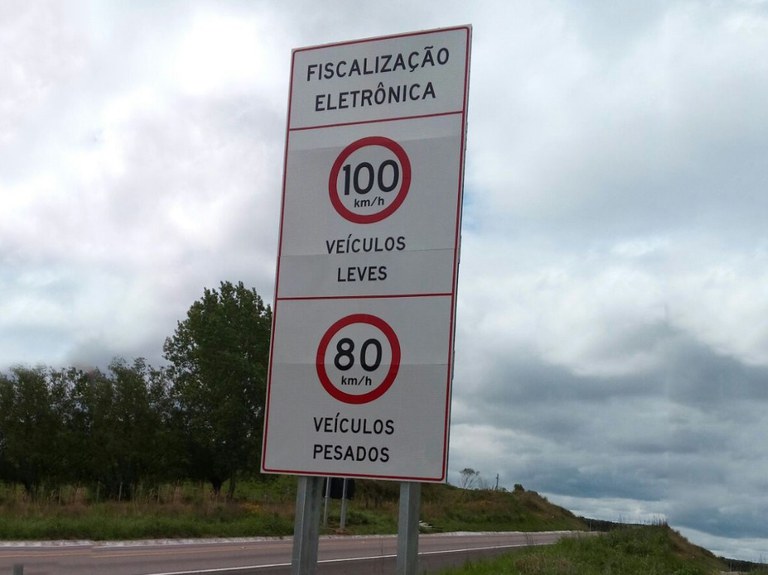 FISCALIZAÇÃO
ELETRÔNICA
100
km/h
VEÍCULOS
LEVES
80
km/h
VEÍCULOS
PESADOS